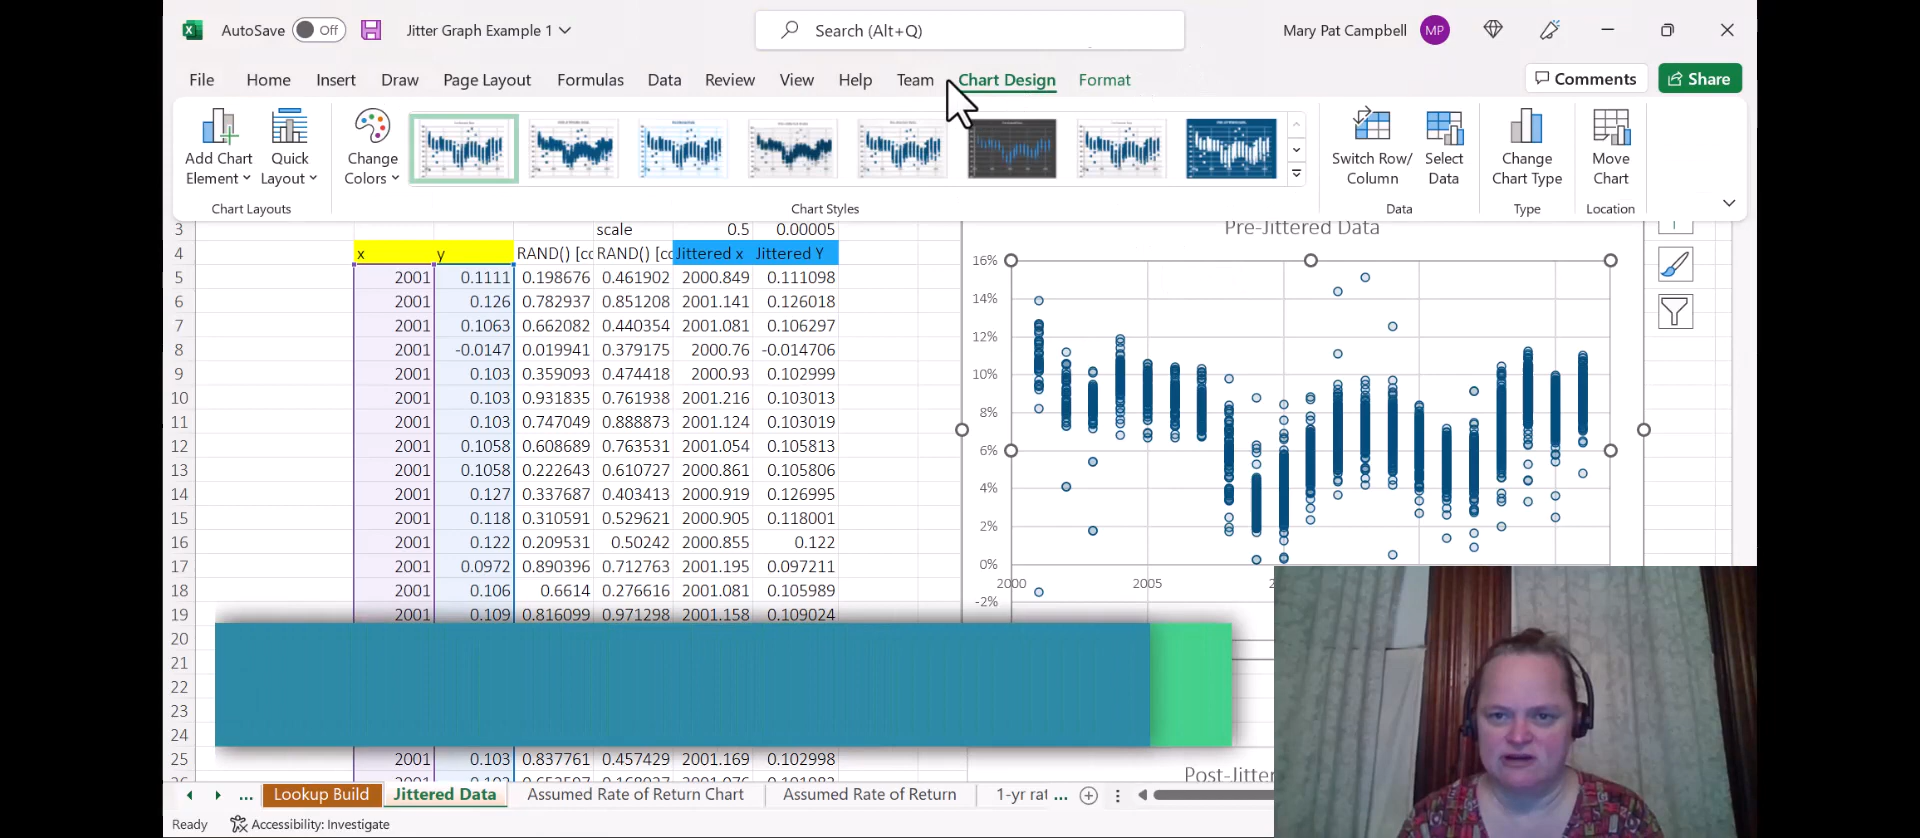 AutoSave Off Jitter Graph Example 1 Search (Alt+Q) Mary Pat Campbell MP
File Home Insert Draw Page Layout Formulas Data Review View Help Team Chart Design Format Comments Share
Add Chart Element Quick Layout Change Colors Switch Row/ Column Select Data Change Chart Type Move Chart
Chart Layouts Chart Styles Data Type Location
3 scale 0.5 0.00005
4 x y RAND() [co RAND() [co Jittered x Jittered Y
5 2001 0.1111 0.198676 0.461902 2000.849 0.111098
6 2001 0.126 0.782937 0.851208 2001.141 0.126018
7 2001 0.1063 0.662082 0.440354 2001.081 0.106297
8 2001 -0.0147 0.019941 0.379175 2000.76 -0.014706
9 2001 0.103 0.359093 0.474418 2000.93 0.102999
10 2001 0.103 0.931835 0.761938 2001.216 0.103013
11 2001 0.103 0.747049 0.888873 2001.124 0.103019
12 2001 0.1058 0.608689 0.763531 2001.054 0.105813
13 2001 0.1058 0.222643 0.610727 2000.861 0.105806
14 2001 0.127 0.337687 0.403413 2000.919 0.126995
15 2001 0.118 0.310591 0.529621 2000.905 0.118001
16 2001 0.122 0.209531 0.50242 2000.855 0.122
17 2001 0.0972 0.890396 0.712763 2001.195 0.097211
18 2001 0.106 0.6614 0.276616 2001.081 0.105989
19 2001 0.109 0.816099 0.971298 2001.158 0.109024
20
21
22
23
24
25 2001 0.103 0.837761 0.457429 2001.169 0.102998
Pre-Jittered Data
16%
14%
12%
10%
8%
6%
4%
2%
0%
2000 2005
-2%
Post-Jitter
... Lookup Build Jittered Data Assumed Rate of Return Chart Assumed Rate of Return 1-yr rat ...
Ready Accessibility: Investigate